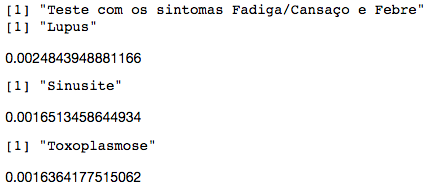 [1] "Teste com os sintomas Fadiga/Cansaço e Febre"
[1] "Lupus"
0.0024843948881166
[1] "Sinusite"
0.0016513458644934
[1] "Toxoplasmose"
0.0016364177515062